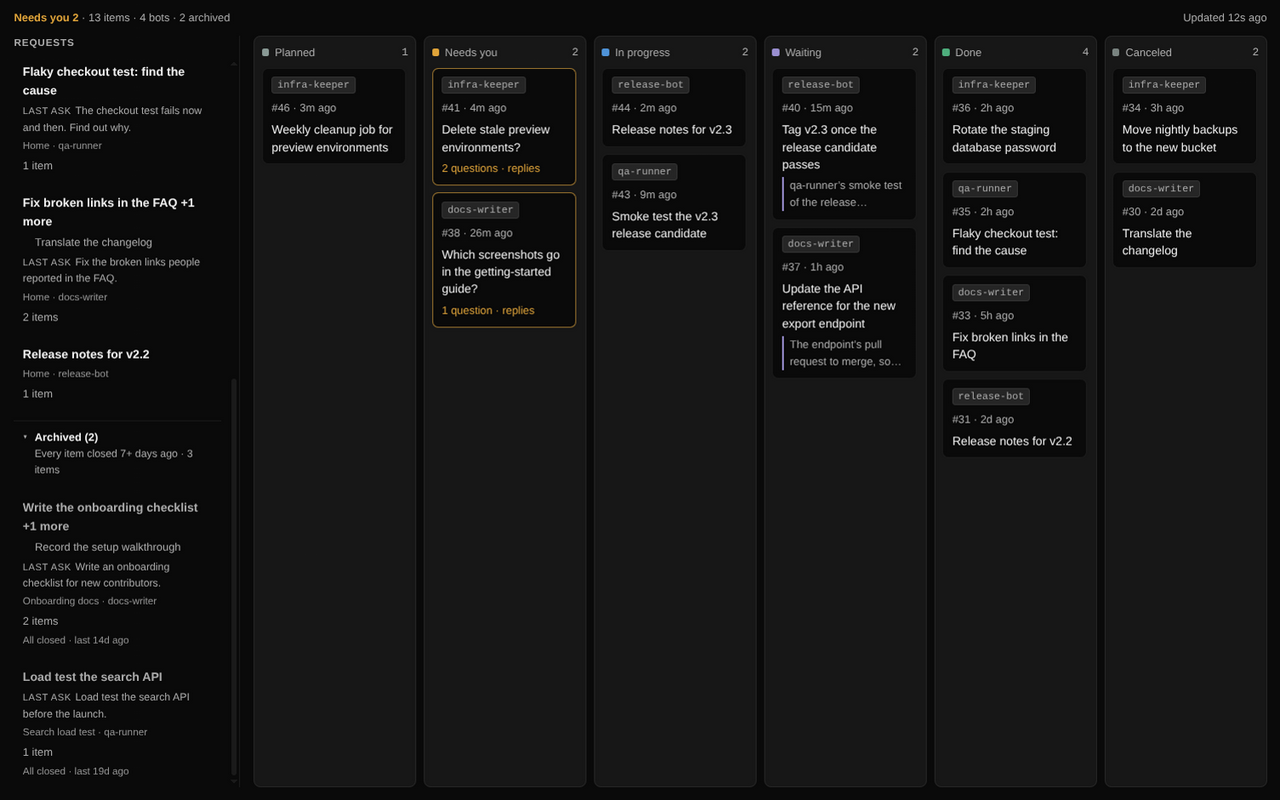 Needs you 2 · 13 items · 4 bots · 2 archived
Updated 12s ago
REQUESTS
Flaky checkout test: find the
cause
LAST ASK The checkout test fails now
and then. Find out why.
Home · qa-runner
1 item
Fix broken links in the FAQ +1
more
Translate the changelog
LAST ASK Fix the broken links people
reported in the FAQ.
Home · docs-writer
2 items
Release notes for v2.2
Home · release-bot
1 item
Archived (2)
Every item closed 7+ days ago · 3
items
Write the onboarding checklist
+1 more
Record the setup walkthrough
LAST ASK Write an onboarding
checklist for new contributors.
Onboarding docs · docs-writer
2 items
All closed · last 14d ago
Load test the search API
LAST ASK Load test the search API
before the launch.
Search load test · qa-runner
1 item
All closed · last 19d ago
Planned 1
infra-keeper
#46 · 3m ago
Weekly cleanup job for
preview environments
Needs you 2
infra-keeper
#41 · 4m ago
Delete stale preview
environments?
2 questions · replies
docs-writer
#38 · 26m ago
Which screenshots go
in the getting-started
guide?
1 question · replies
In progress 2
release-bot
#44 · 2m ago
Release notes for v2.3
qa-runner
#43 · 9m ago
Smoke test the v2.3
release candidate
Waiting 2
release-bot
#40 · 15m ago
Tag v2.3 once the
release candidate
passes
qa-runner’s smoke test
of the release…
docs-writer
#37 · 1h ago
Update the API
reference for the new
export endpoint
The endpoint’s pull
request to merge, so…
Done 4
infra-keeper
#36 · 2h ago
Rotate the staging
database password
qa-runner
#35 · 2h ago
Flaky checkout test:
find the cause
docs-writer
#33 · 5h ago
Fix broken links in the
FAQ
release-bot
#31 · 2d ago
Release notes for v2.2
Canceled 2
infra-keeper
#34 · 3h ago
Move nightly backups
to the new bucket
docs-writer
#30 · 2d ago
Translate the
changelog